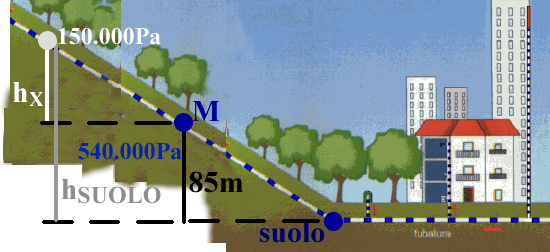 150.000Pa
hX
M
540.000Pa
85m
hSUOLO
suolo
tubatura